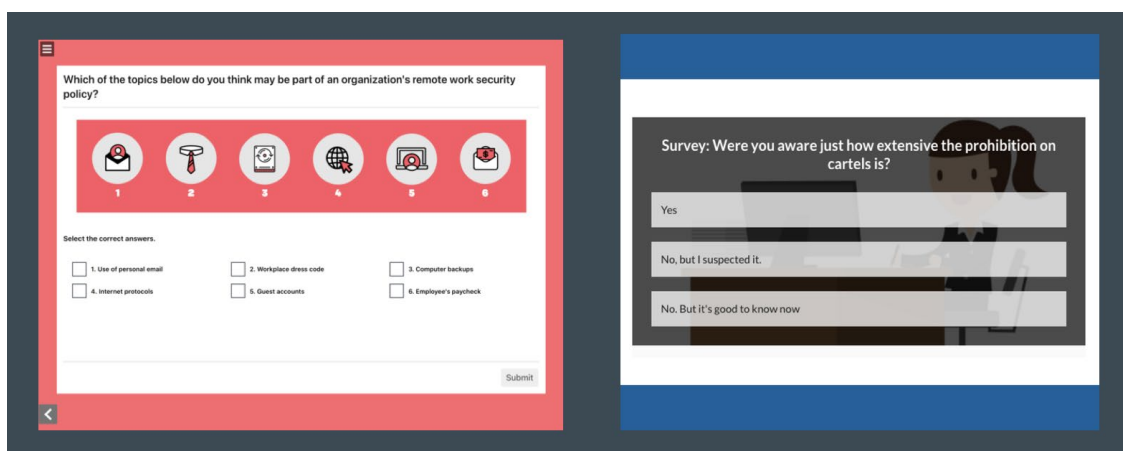 Which of the topics below do you think may be part of an organization's remote work security
policy?
1 2 3 4 5 6
Select the correct answers.
1. Use of personal email
2. Workplace dress code
3. Computer backups
4. Internet protocols
5. Guest accounts
6. Employee's paycheck
Submit
Survey: Were you aware just how extensive the prohibition on
cartels is?
Yes
No, but I suspected it.
No. But it's good to know now